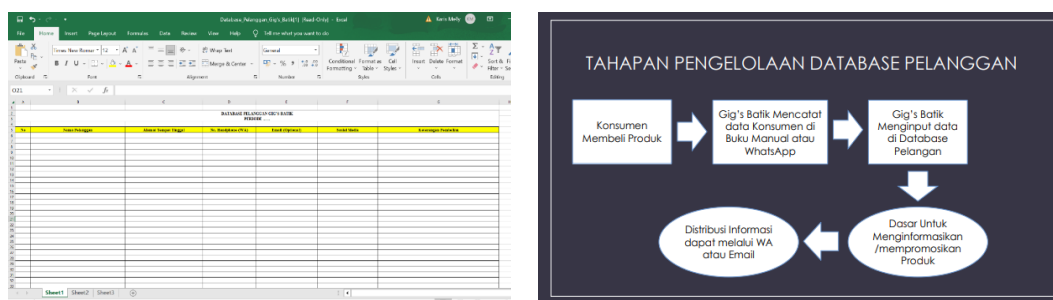 Database_Pelanggan_Gig's_Batik(1) [Read-Only] - Excel
File Home Insert Page Layout Formulas Data Review View Help Tell me what you want to do
Times New Roman 12
Wrap Text
General
Paste
B I U
Merge & Center
Conditional Formatting
Format as Table
Cell Styles
Insert Delete Format
Sort &
Filter
Clipboard Font Alignment Number Styles Cells Editing
O21
DATABASE PELANGGAN GIG'S BATIK
PERIODE
No Nama Pelanggan Alamat Tempat Tinggal No. Handphone (WA) Email (Optional) Sosial Media Keterangan Pembelian
Sheet1 Sheet2 Sheet3
TAHAPAN PENGELOLAAN DATABASE PELANGGAN
Konsumen
Membeli Produk
Gig's Batik Mencatat
data Konsumen di
Buku Manual atau
WhatsApp
Gig's Batik
Menginput data
di Database
Pelangan
Dasar Untuk
Menginformasikan
/mempromosikan
Produk
Distribusi Informasi
dapat melalui WA
atau Email